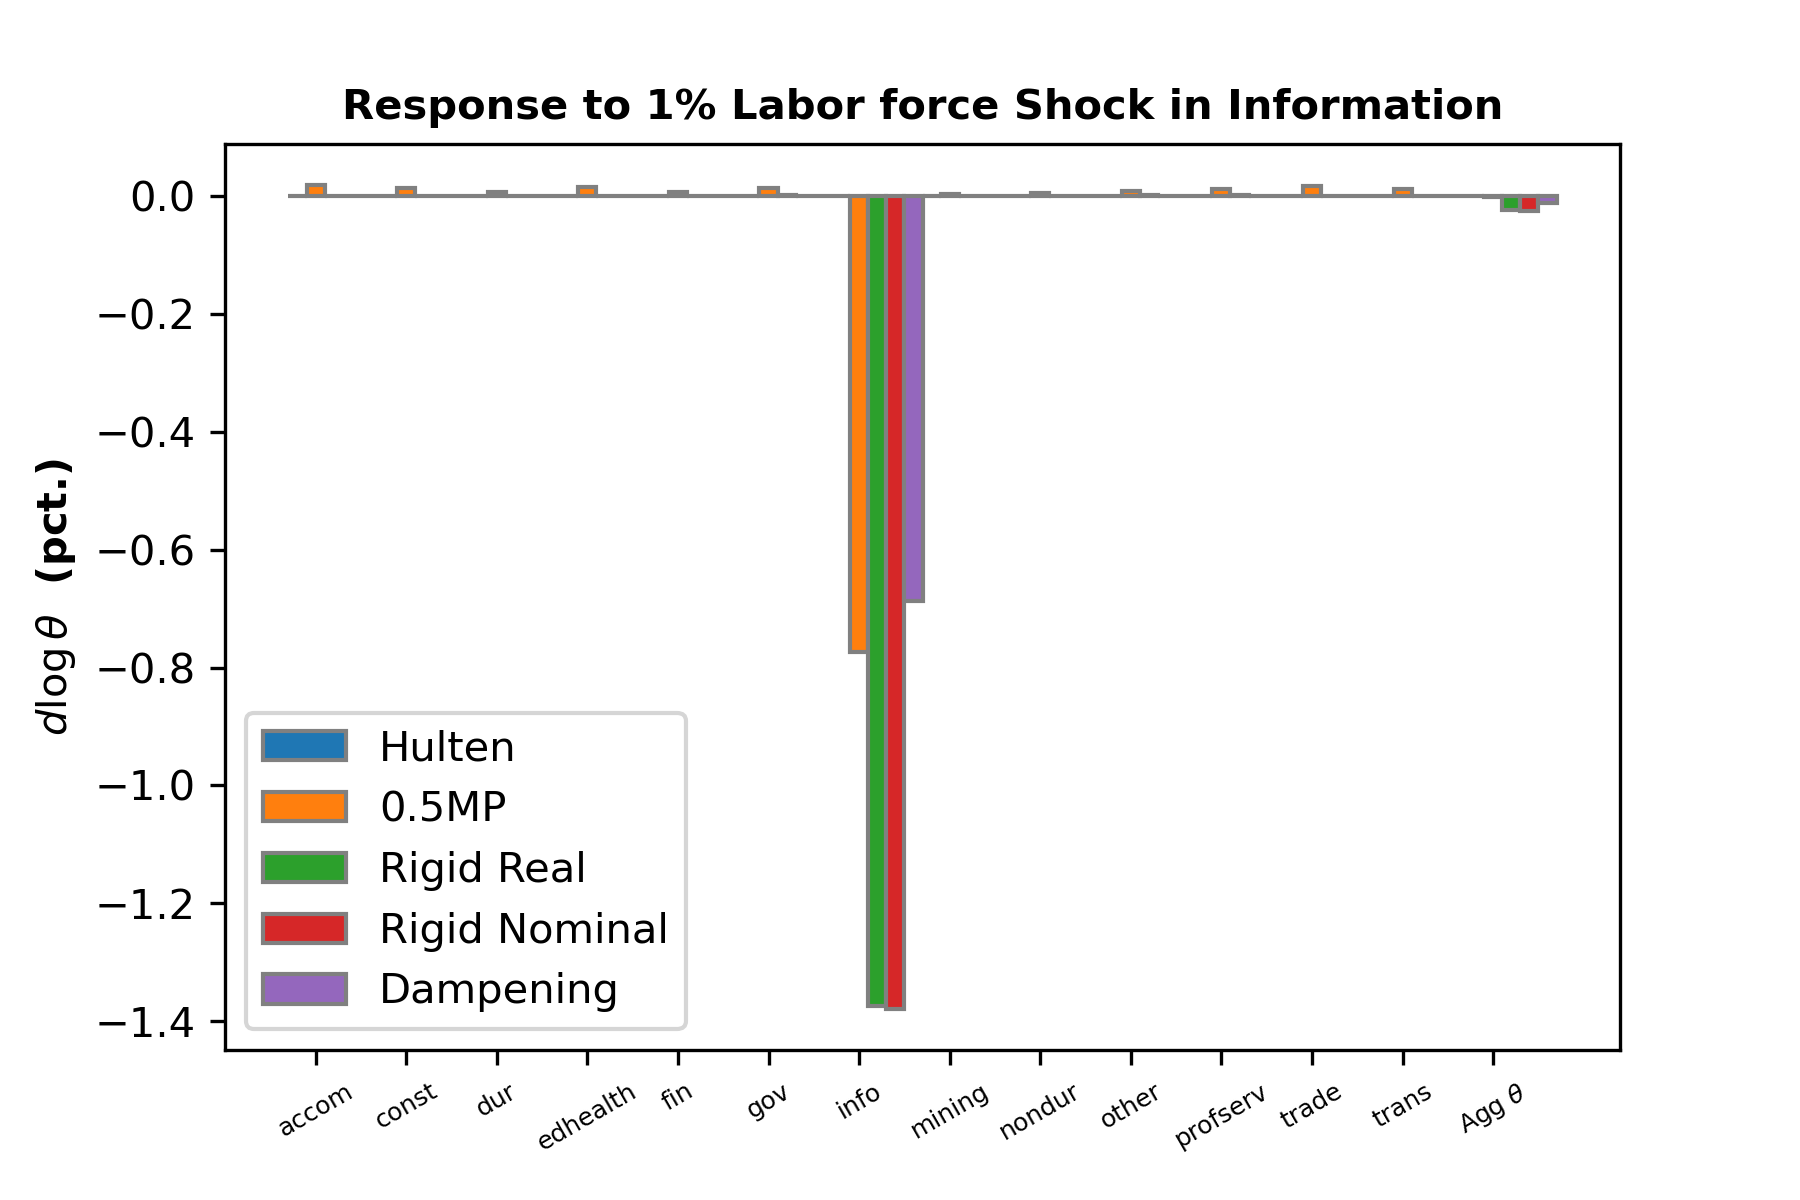 Response to 1% Labor force Shock in Information
d log θ (pct.)
0.0
−0.2
−0.4
−0.6
−0.8
−1.0
−1.2
−1.4
Hulten
0.5MP
Rigid Real
Rigid Nominal
Dampening
accom const dur edhealth fin gov info mining nondur other profserv trade trans Agg θ